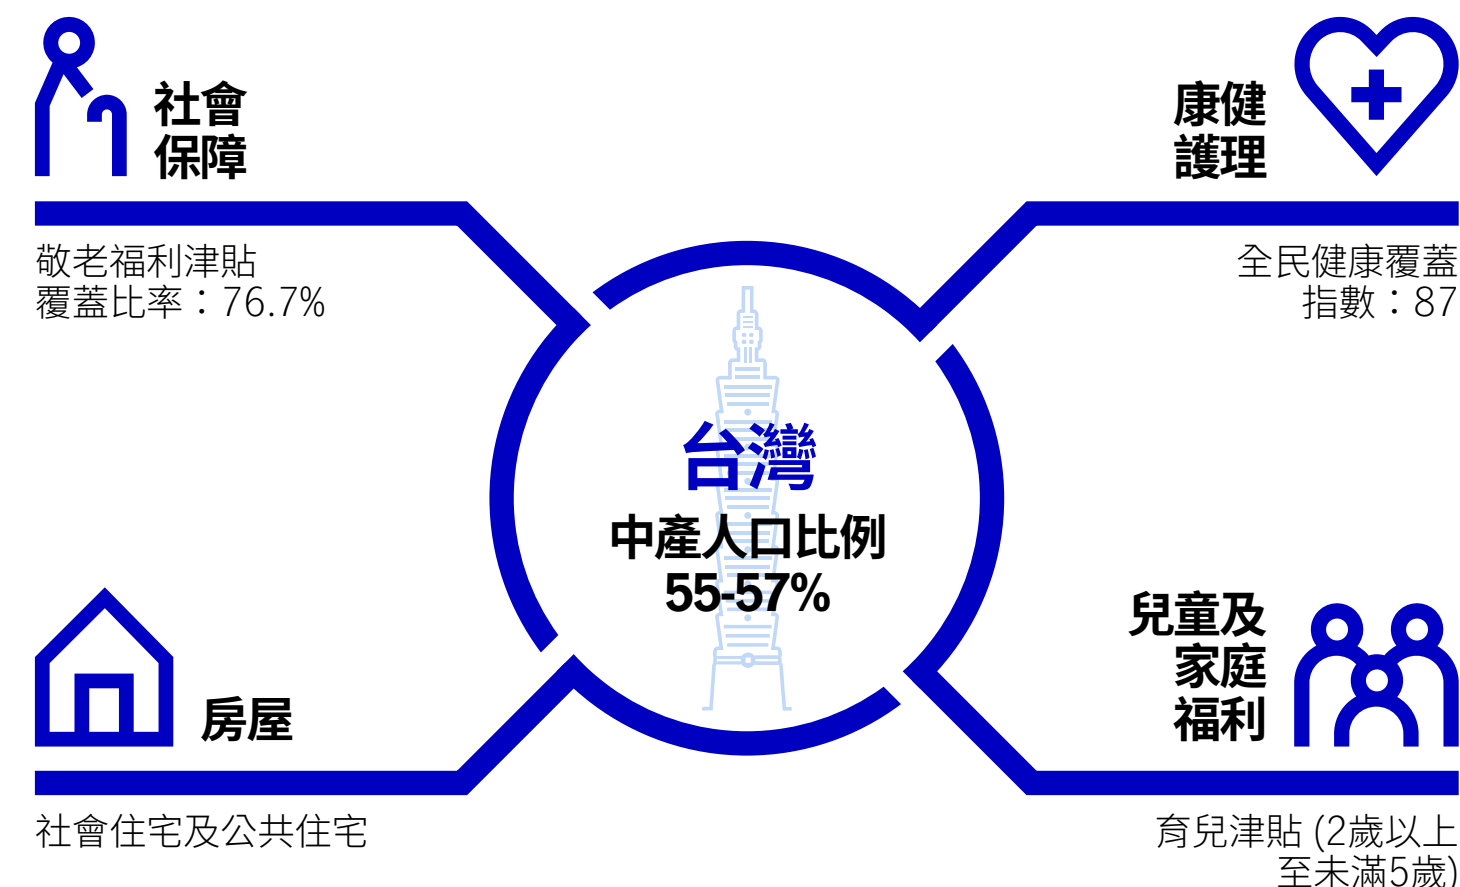 社會
保障
敬老福利津貼
覆蓋比率：76.7%
康健
護理
全民健康覆蓋
指數：87
台灣
中產人口比例
55-57%
房屋
社會住宅及公共住宅
兒童及
家庭
福利
育兒津貼 (2歲以上
至未滿5歲)